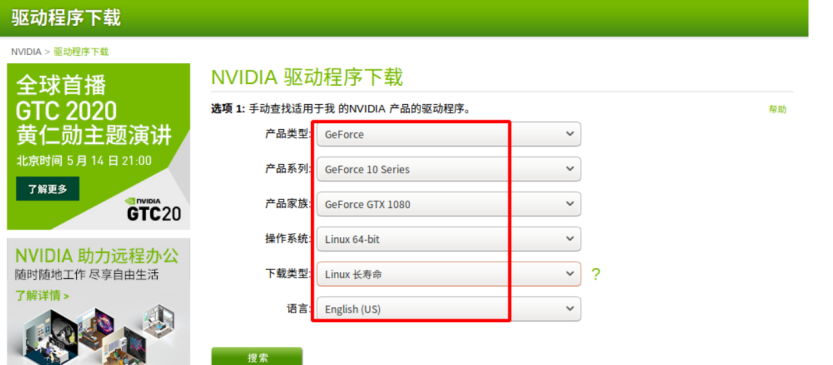 驱动程序下载
NVIDIA > 驱动程序下载
全球首播
GTC 2020
黄仁勋主题演讲
北京时间 5 月 14 日 21:00
了解更多
NVIDIA
GTC20
NVIDIA 助力远程办公
随时随地工作 尽享自由生活
了解详情 >
NVIDIA 驱动程序下载
选项 1: 手动查找适用于我 的NVIDIA 产品的驱动程序。
帮助
产品类型: GeForce
产品系列: GeForce 10 Series
产品家族: GeForce GTX 1080
操作系统: Linux 64-bit
下载类型: Linux 长寿命 ?
语言: English (US)
搜索